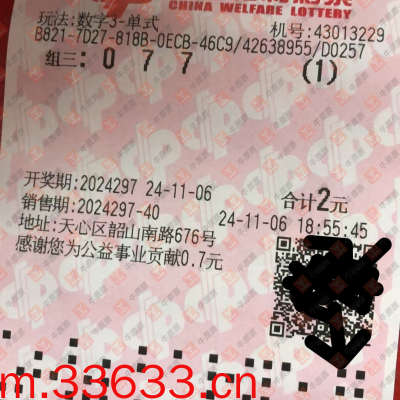 CHINA WELFARE LOTTERY
玩法:数字3-单式 机号:43013229
B821-7D27-818B-0ECB-46C9/42638955/D0257
组三:0 7 7 (1)
开奖期:2024297 24-11-06 合计2元
销售期:2024297-40 24-11-06 18:55:45
地址:天心区韶山南路676号
感谢您为公益事业贡献0.7元
m.33633.cn